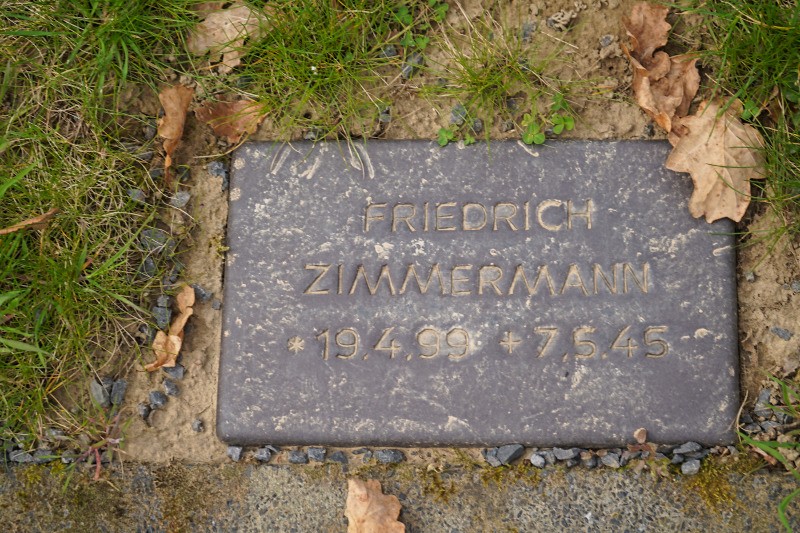 FRIEDRICH
ZIMMERMANN
* 19.4.99 + 7.5.45